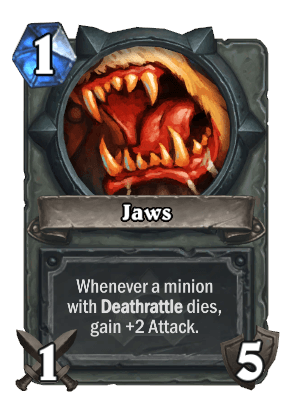 1
Jaws
Whenever a minion
with Deathrattle dies,
gain +2 Attack.
1
5